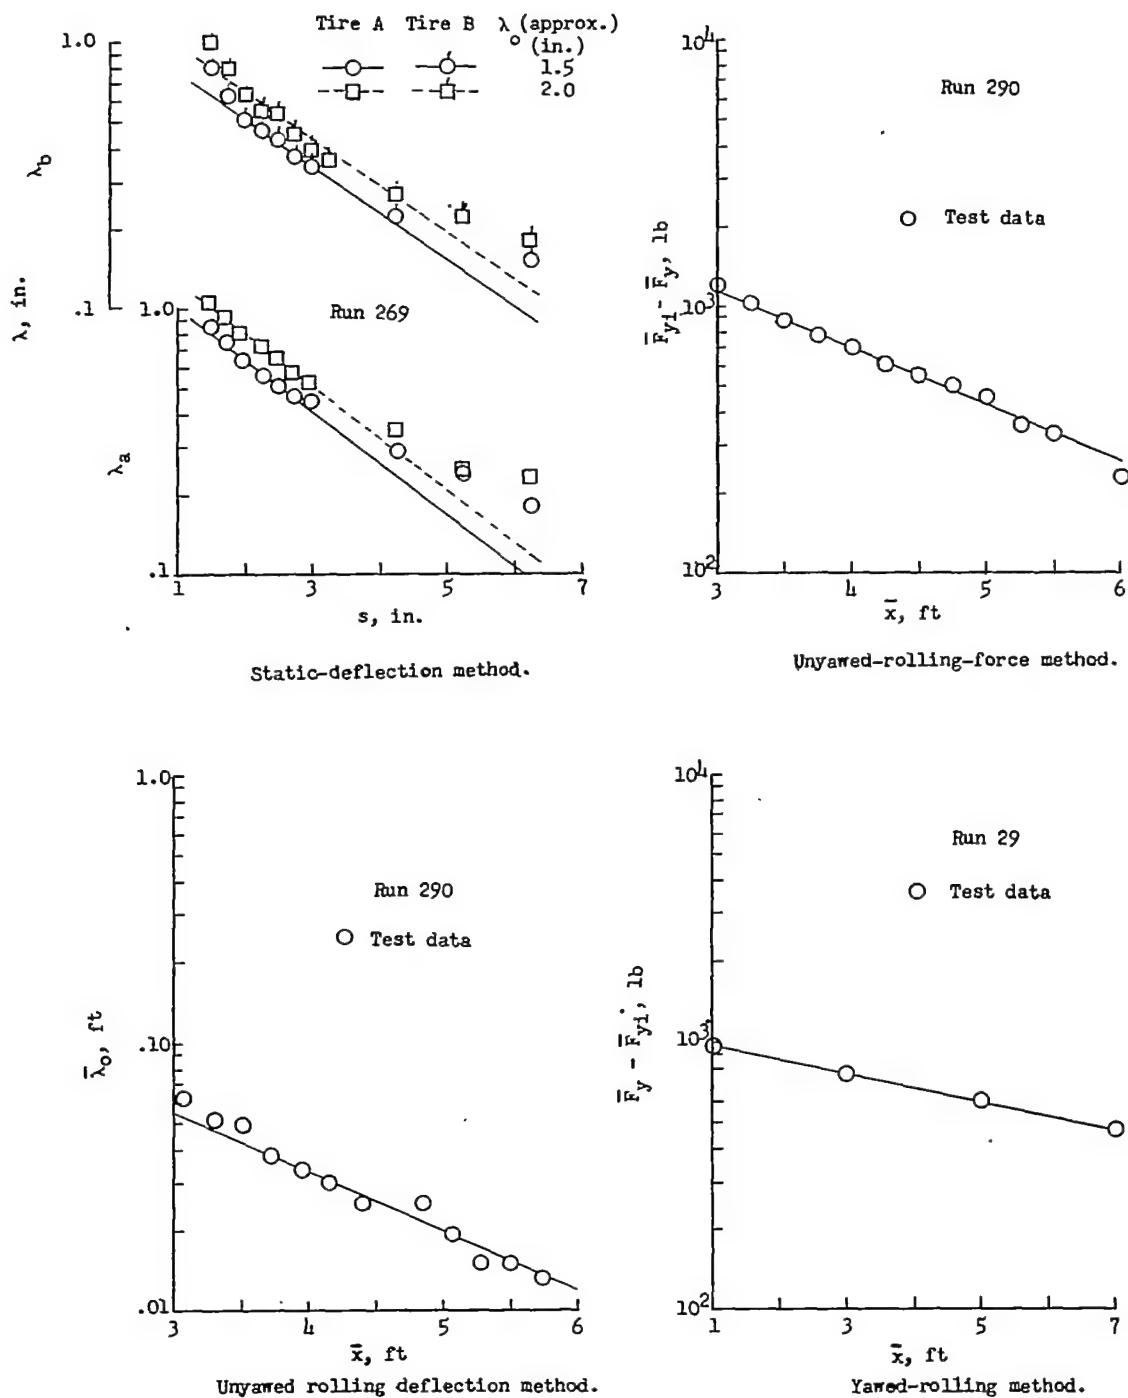 Tire A Tire B λ (approx.)
o (in.)
1.5
2.0
1.0
λb
.1
λ, in.
Run 269
1.0
λa
.1
1 3 5 7
s, in.
Static-deflection method.
10⁴
Run 290
Test data
F̅yi - F̅y, lb
10³
10²
3 4 5 6
x̅, ft
Unyawed-rolling-force method.
1.0
Run 290
Test data
λ̅o, ft
.10
.01
3 4 5 6
x̅, ft
Unyawed rolling deflection method.
10⁴
Run 29
Test data
F̅y - F̅yi, lb
10³
10²
1 3 5 7
x̅, ft
Yawed-rolling method.